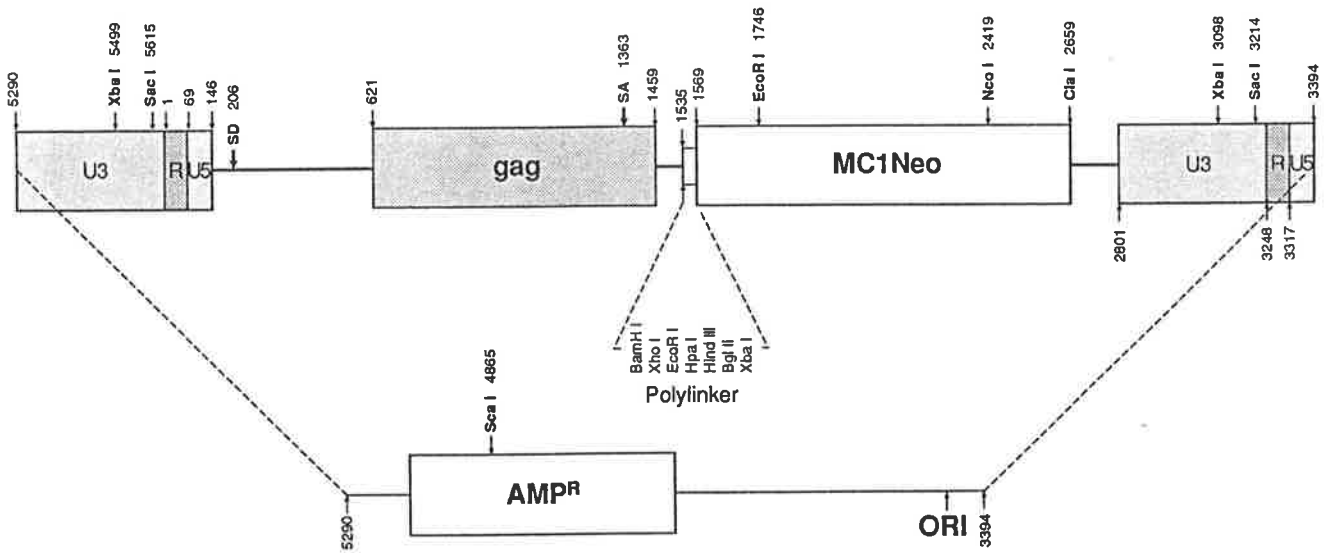 5290
Xba I 5499
Sac I 5615
1
69
146
SD 206
621
SA 1363
1459
1535
1569
EcoR I 1746
Nco I 2419
Cla I 2659
Xba I 3098
Sac I 3214
3394
U3
R
U5
gag
MC1Neo
U3
R
U5
2801
3248
3317
BamH I
Xho I
EcoR I
Hpa I
Hind III
Bgl II
Xba I
Polylinker
Sca I 4865
AMPR
5290
ORI
3394